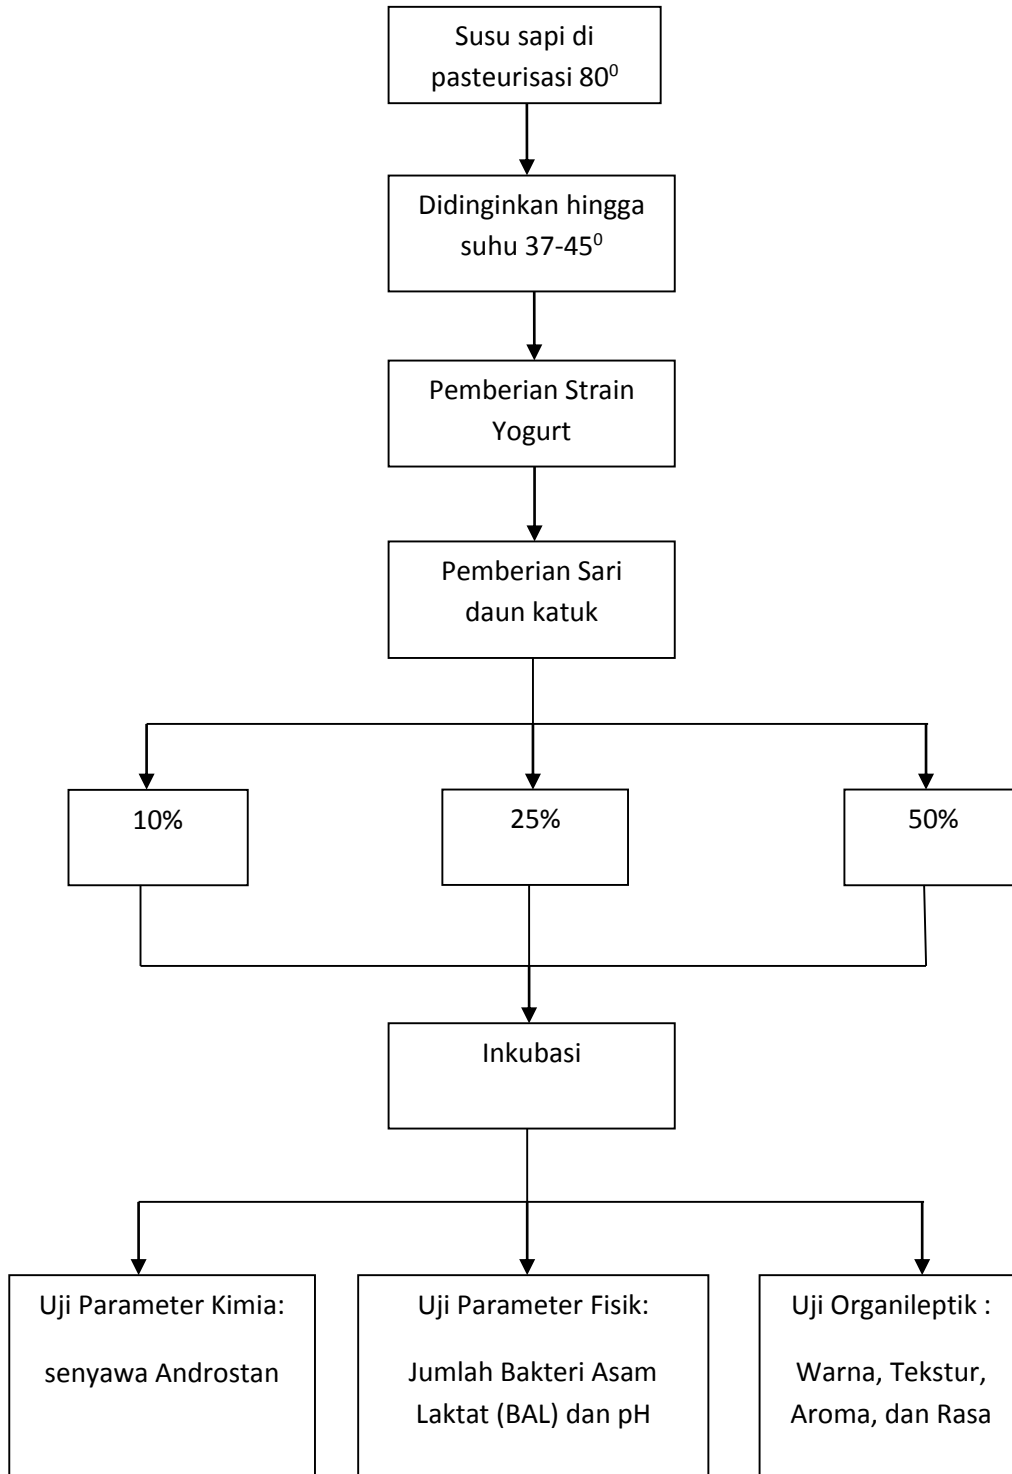 Susu sapi di
pasteurisasi 80⁰
Didinginkan hingga
suhu 37-45⁰
Pemberian Strain
Yogurt
Pemberian Sari
daun katuk
10%
25%
50%
Inkubasi
Uji Parameter Kimia:
senyawa Androstan
Uji Parameter Fisik:
Jumlah Bakteri Asam
Laktat (BAL) dan pH
Uji Organileptik :
Warna, Tekstur,
Aroma, dan Rasa